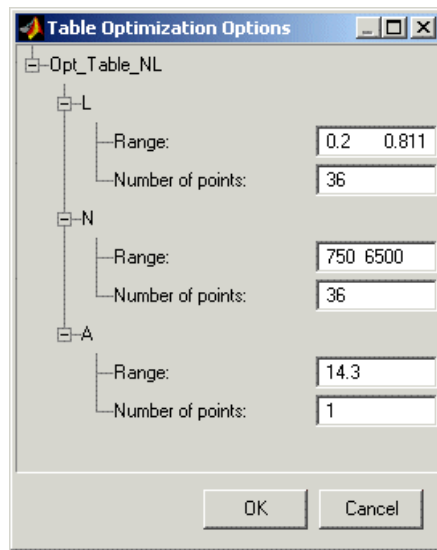 Table Optimization Options
Opt_Table_NL
L
Range: 0.2 0.811
Number of points: 36
N
Range: 750 6500
Number of points: 36
A
Range: 14.3
Number of points: 1
OK Cancel